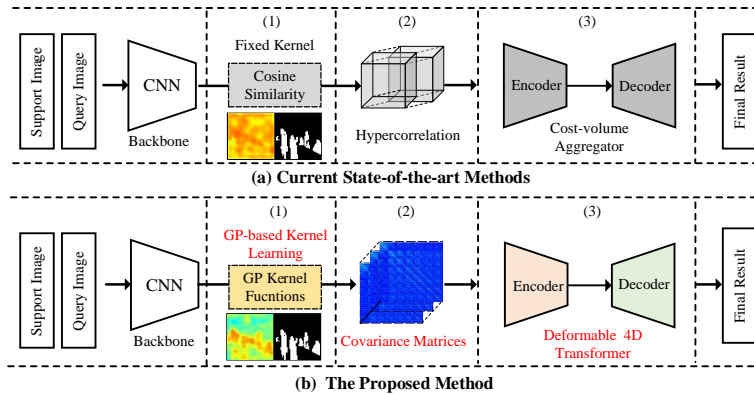 (1)
(2)
(3)
Support Image
Query Image
CNN
Backbone
Fixed Kernel
Cosine
Similarity
Hypercorrelation
Encoder
Decoder
Cost-volume
Aggregator
Final Result
(a) Current State-of-the-art Methods
(1)
(2)
(3)
Support Image
Query Image
CNN
Backbone
GP-based Kernel
Learning
GP Kernel
Fucntions
Covariance Matrices
Encoder
Decoder
Deformable 4D
Transformer
Final Result
(b) The Proposed Method